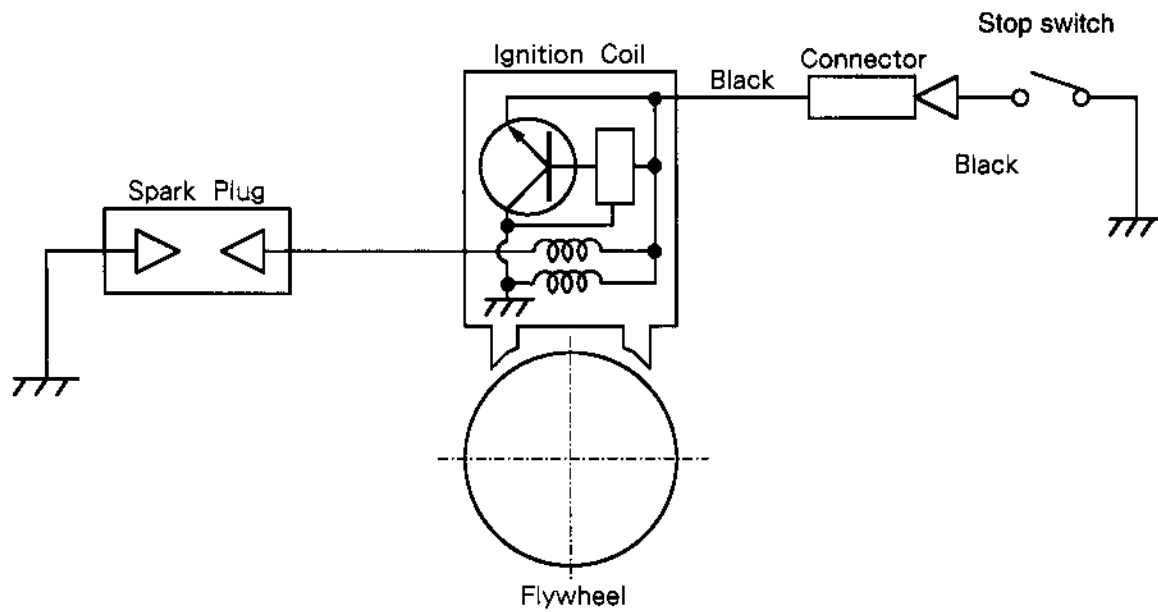 Stop switch
Ignition Coil
Connector
Black
Black
Spark Plug
Flywheel